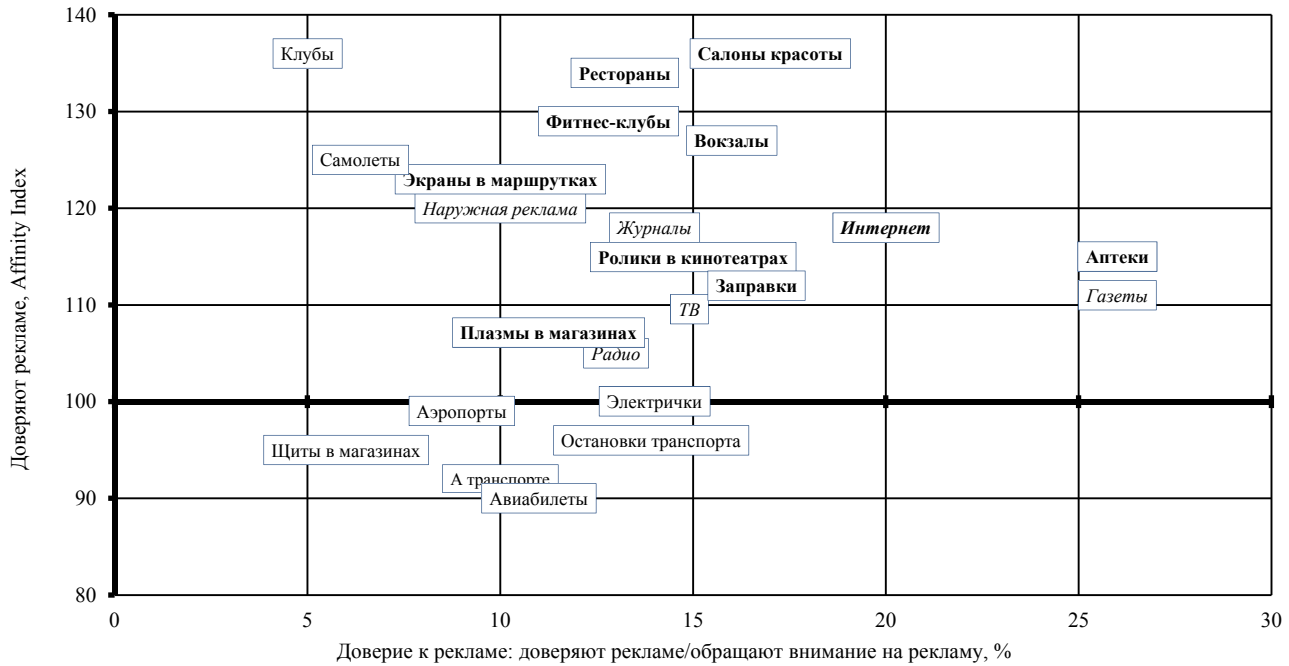 140
130
120
110
100
90
80
0
5
10
15
20
25
30
Доверяют рекламе, Affinity Index
Доверие к рекламе: доверяют рекламе/обращают внимание на рекламу, %
Клубы
Салоны красоты
Рестораны
Фитнес-клубы
Вокзалы
Самолеты
Экраны в маршрутках
Наружная реклама
Журналы
Интернет
Ролики в кинотеатрах
Аптеки
Заправки
Газеты
ТВ
Плазмы в магазинах
Радио
Аэропорты
Электрички
Остановки транспорта
Щиты в магазинах
А транспорте
Авиабилеты